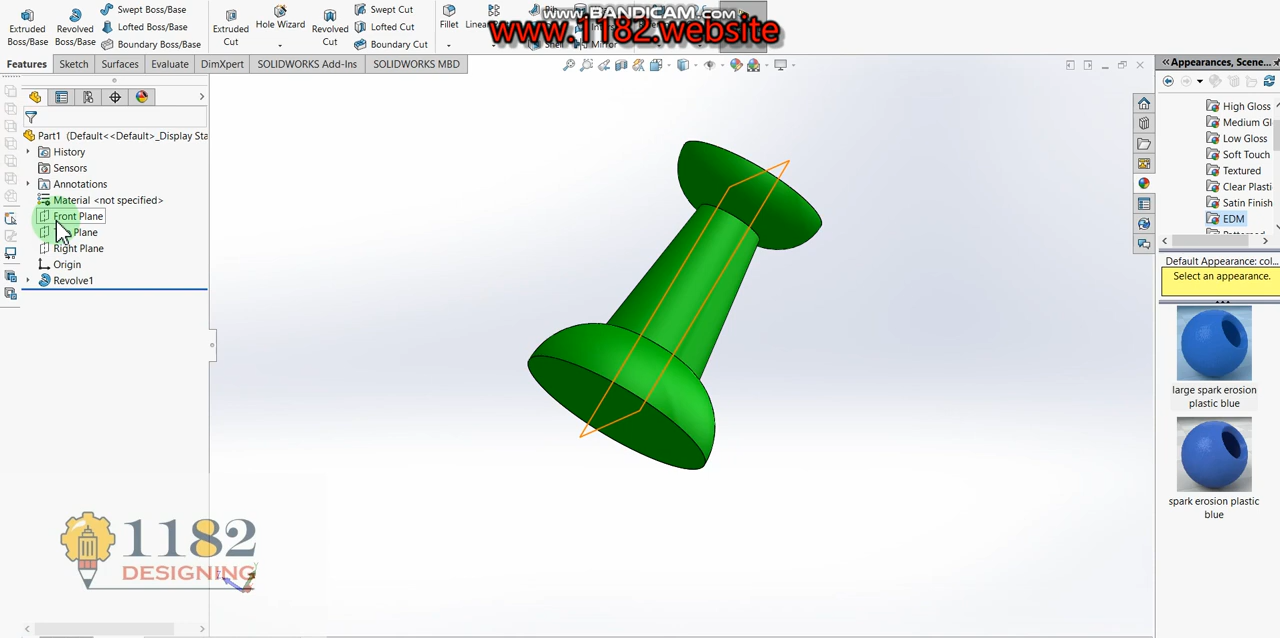 www.BANDICAM.com
www.1182.website
Extruded Boss/Base
Revolved Boss/Base
Swept Boss/Base
Lofted Boss/Base
Boundary Boss/Base
Extruded Cut
Hole Wizard
Revolved Cut
Swept Cut
Lofted Cut
Boundary Cut
Fillet
Linear
Mirror
Features
Sketch
Surfaces
Evaluate
DimXpert
SOLIDWORKS Add-Ins
SOLIDWORKS MBD
Part1 (Default<<Default>_Display Sta
History
Sensors
Annotations
Material <not specified>
Front Plane
Plane
Right Plane
Origin
Revolve1
1182
DESIGNING
Appearances, Scene...
High Gloss
Medium Gl
Low Gloss
Soft Touch
Textured
Clear Plasti
Satin Finish
EDM
Default Appearance: col...
Select an appearance.
large spark erosion
plastic blue
spark erosion plastic
blue